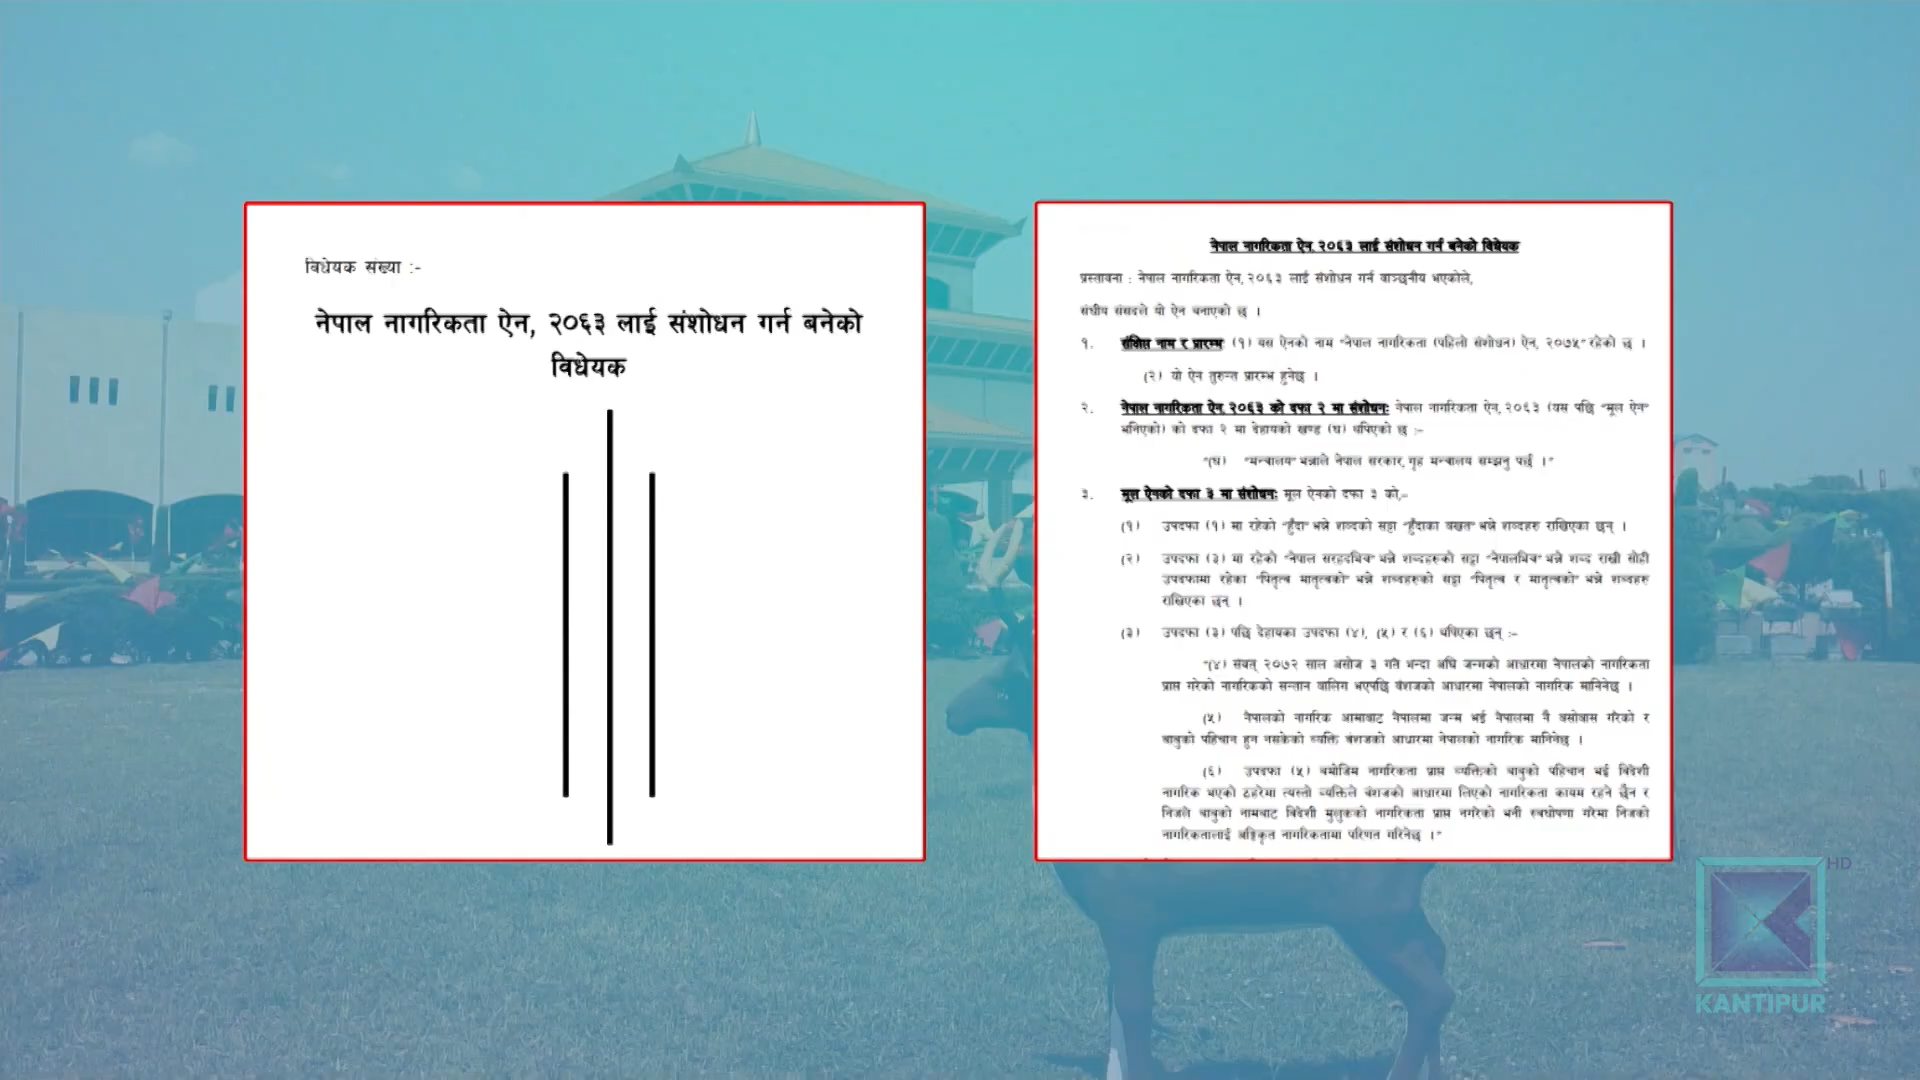 विधेयक संख्या :-
नेपाल नागरिकता ऐन, २०६३ लाई संशोधन गर्न बनेको
विधेयक
नेपाल नागरिकता ऐन, २०६३ लाई संशोधन गर्न बनेको विधेयक
प्रस्तावना : नेपाल नागरिकता ऐन, २०६३ लाई संशोधन गर्न वाञ्छनीय भएकोले,
संघीय संसदले यो ऐन बनाएको छ ।
१. संक्षिप्त नाम र प्रारम्भः (१) यस ऐनको नाम "नेपाल नागरिकता (पहिलो संशोधन) ऐन, २०७५" रहेको छ ।
(२) यो ऐन तुरुन्त प्रारम्भ हुनेछ ।
२. नेपाल नागरिकता ऐन २०६३ को दफा २ मा संशोधनः नेपाल नागरिकता ऐन, २०६३ (यस पछि "मूल ऐन"
भनिएको) को दफा २ मा देहायको खण्ड (घ) थपिएको छ :-
"(घ) "मन्त्रालय" भन्नाले नेपाल सरकार, गृह मन्त्रालय सम्झनु पर्छ ।"
३. मूल ऐनको दफा ३ मा संशोधनः मूल ऐनको दफा ३ को,-
(१) उपदफा (१) मा रहेको "हुँदा" भन्ने शब्दको सट्टा "हुँदाका बखत" भन्ने शब्दहरु राखिएका छन् ।
(२) उपदफा (३) मा रहेको "नेपाल सरहदभित्र" भन्ने शब्दहरुको सट्टा "नेपालभित्र" भन्ने शब्द राखी सोही
उपदफामा रहेका "पितृत्व मातृत्वको" भन्ने शब्दहरुको सट्टा "पितृत्व र मातृत्वको" भन्ने शब्दहरु
राखिएका छन् ।
(३) उपदफा (३) पछि देहायका उपदफा (४), (५) र (६) थपिएका छन् :-
"(४) संवत् २०७२ साल असोज ३ गते भन्दा अघि जन्मको आधारमा नेपालको नागरिकता
प्राप्त गरेको नागरिकको सन्तान बालिग भएपछि वंशजको आधारमा नेपालको नागरिक मानिनेछ ।
(५) नेपालको नागरिक आमाबाट नेपालमा जन्म भई नेपालमा नै बसोबास गरेको र
बाबुको पहिचान हुन नसकेको व्यक्ति वंशजको आधारमा नेपालको नागरिक मानिनेछ ।
(६) उपदफा (५) बमोजिम नागरिकता प्राप्त व्यक्तिको बाबुको पहिचान भई विदेशी
नागरिक भएको ठहरेमा त्यस्तो व्यक्तिले वंशजको आधारमा लिएको नागरिकता कायम रहने छैन र
निजले बाबुको नामबाट विदेशी मुलुकको नागरिकता प्राप्त नगरेको भनी स्वघोषणा गरेमा निजको
नागरिकतालाई अङ्गिकृत नागरिकतामा परिणत गरिनेछ ।"
HD
KANTIPUR